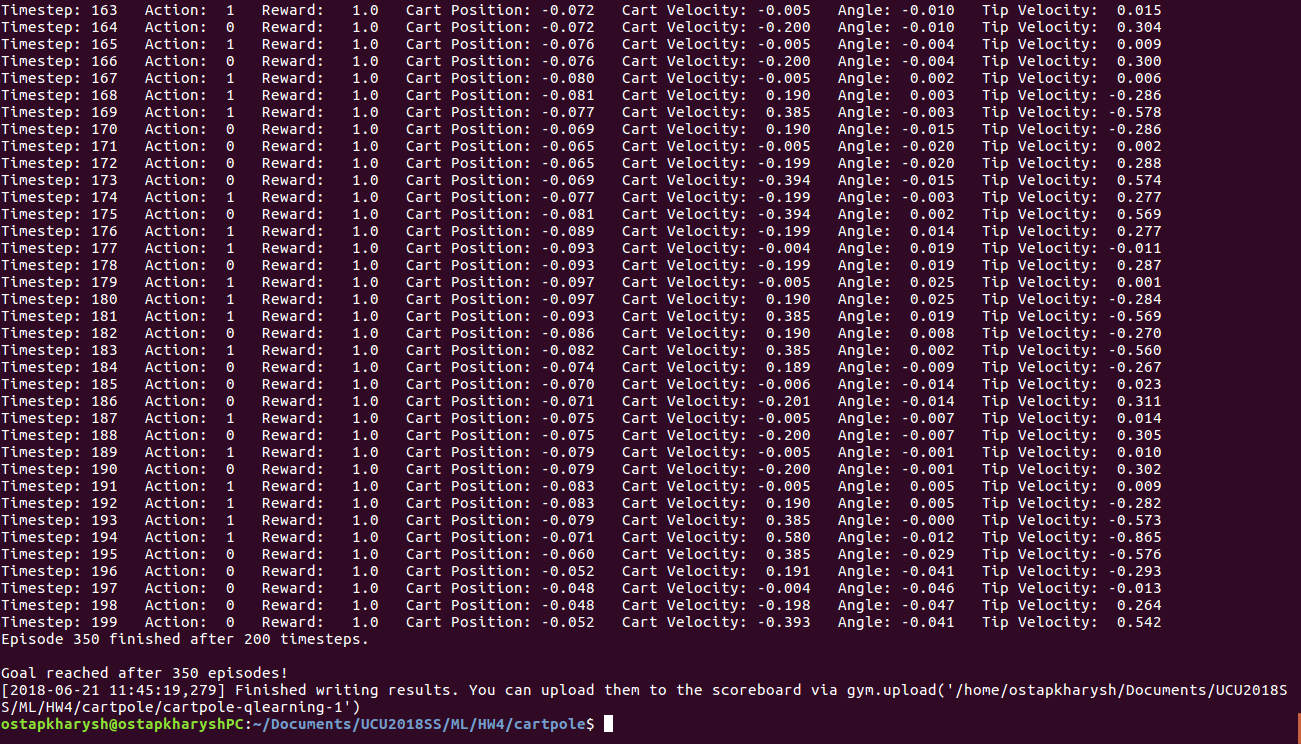 Timestep: 163   Action:  1   Reward:   1.0   Cart Position: -0.072   Cart Velocity: -0.005   Angle: -0.010   Tip Velocity:  0.015
Timestep: 164   Action:  0   Reward:   1.0   Cart Position: -0.072   Cart Velocity: -0.200   Angle: -0.010   Tip Velocity:  0.304
Timestep: 165   Action:  1   Reward:   1.0   Cart Position: -0.076   Cart Velocity: -0.005   Angle: -0.004   Tip Velocity:  0.009
Timestep: 166   Action:  0   Reward:   1.0   Cart Position: -0.076   Cart Velocity: -0.200   Angle: -0.004   Tip Velocity:  0.300
Timestep: 167   Action:  1   Reward:   1.0   Cart Position: -0.080   Cart Velocity: -0.005   Angle:  0.002   Tip Velocity:  0.006
Timestep: 168   Action:  1   Reward:   1.0   Cart Position: -0.081   Cart Velocity:  0.190   Angle:  0.003   Tip Velocity: -0.286
Timestep: 169   Action:  1   Reward:   1.0   Cart Position: -0.077   Cart Velocity:  0.385   Angle: -0.003   Tip Velocity: -0.578
Timestep: 170   Action:  0   Reward:   1.0   Cart Position: -0.069   Cart Velocity:  0.190   Angle: -0.015   Tip Velocity: -0.286
Timestep: 171   Action:  0   Reward:   1.0   Cart Position: -0.065   Cart Velocity: -0.005   Angle: -0.020   Tip Velocity:  0.002
Timestep: 172   Action:  0   Reward:   1.0   Cart Position: -0.065   Cart Velocity: -0.199   Angle: -0.020   Tip Velocity:  0.288
Timestep: 173   Action:  0   Reward:   1.0   Cart Position: -0.069   Cart Velocity: -0.394   Angle: -0.015   Tip Velocity:  0.574
Timestep: 174   Action:  1   Reward:   1.0   Cart Position: -0.077   Cart Velocity: -0.199   Angle: -0.003   Tip Velocity:  0.277
Timestep: 175   Action:  0   Reward:   1.0   Cart Position: -0.081   Cart Velocity: -0.394   Angle:  0.002   Tip Velocity:  0.569
Timestep: 176   Action:  1   Reward:   1.0   Cart Position: -0.089   Cart Velocity: -0.199   Angle:  0.014   Tip Velocity:  0.277
Timestep: 177   Action:  1   Reward:   1.0   Cart Position: -0.093   Cart Velocity: -0.004   Angle:  0.019   Tip Velocity: -0.011
Timestep: 178   Action:  0   Reward:   1.0   Cart Position: -0.093   Cart Velocity: -0.199   Angle:  0.019   Tip Velocity:  0.287
Timestep: 179   Action:  1   Reward:   1.0   Cart Position: -0.097   Cart Velocity: -0.005   Angle:  0.025   Tip Velocity:  0.001
Timestep: 180   Action:  1   Reward:   1.0   Cart Position: -0.097   Cart Velocity:  0.190   Angle:  0.025   Tip Velocity: -0.284
Timestep: 181   Action:  1   Reward:   1.0   Cart Position: -0.093   Cart Velocity:  0.385   Angle:  0.019   Tip Velocity: -0.569
Timestep: 182   Action:  0   Reward:   1.0   Cart Position: -0.086   Cart Velocity:  0.190   Angle:  0.008   Tip Velocity: -0.270
Timestep: 183   Action:  1   Reward:   1.0   Cart Position: -0.082   Cart Velocity:  0.385   Angle:  0.002   Tip Velocity: -0.560
Timestep: 184   Action:  0   Reward:   1.0   Cart Position: -0.074   Cart Velocity:  0.189   Angle: -0.009   Tip Velocity: -0.267
Timestep: 185   Action:  0   Reward:   1.0   Cart Position: -0.070   Cart Velocity: -0.006   Angle: -0.014   Tip Velocity:  0.023
Timestep: 186   Action:  0   Reward:   1.0   Cart Position: -0.071   Cart Velocity: -0.201   Angle: -0.014   Tip Velocity:  0.311
Timestep: 187   Action:  1   Reward:   1.0   Cart Position: -0.075   Cart Velocity: -0.005   Angle: -0.007   Tip Velocity:  0.014
Timestep: 188   Action:  0   Reward:   1.0   Cart Position: -0.075   Cart Velocity: -0.200   Angle: -0.007   Tip Velocity:  0.305
Timestep: 189   Action:  1   Reward:   1.0   Cart Position: -0.079   Cart Velocity: -0.005   Angle: -0.001   Tip Velocity:  0.010
Timestep: 190   Action:  0   Reward:   1.0   Cart Position: -0.079   Cart Velocity: -0.200   Angle: -0.001   Tip Velocity:  0.302
Timestep: 191   Action:  1   Reward:   1.0   Cart Position: -0.083   Cart Velocity: -0.005   Angle:  0.005   Tip Velocity:  0.009
Timestep: 192   Action:  1   Reward:   1.0   Cart Position: -0.083   Cart Velocity:  0.190   Angle:  0.005   Tip Velocity: -0.282
Timestep: 193   Action:  1   Reward:   1.0   Cart Position: -0.079   Cart Velocity:  0.385   Angle: -0.000   Tip Velocity: -0.573
Timestep: 194   Action:  1   Reward:   1.0   Cart Position: -0.071   Cart Velocity:  0.580   Angle: -0.012   Tip Velocity: -0.865
Timestep: 195   Action:  0   Reward:   1.0   Cart Position: -0.060   Cart Velocity:  0.385   Angle: -0.029   Tip Velocity: -0.576
Timestep: 196   Action:  0   Reward:   1.0   Cart Position: -0.052   Cart Velocity:  0.191   Angle: -0.041   Tip Velocity: -0.293
Timestep: 197   Action:  0   Reward:   1.0   Cart Position: -0.048   Cart Velocity: -0.004   Angle: -0.046   Tip Velocity: -0.013
Timestep: 198   Action:  0   Reward:   1.0   Cart Position: -0.048   Cart Velocity: -0.198   Angle: -0.047   Tip Velocity:  0.264
Timestep: 199   Action:  0   Reward:   1.0   Cart Position: -0.052   Cart Velocity: -0.393   Angle: -0.041   Tip Velocity:  0.542
Episode 350 finished after 200 timesteps.
Goal reached after 350 episodes!
[2018-06-21 11:45:19,279] Finished writing results. You can upload them to the scoreboard via gym.upload('/home/ostapkharysh/Documents/UCU2018S
S/ML/HW4/cartpole/cartpole-qlearning-1')
ostapkharysh@ostapkharyshPC:~/Documents/UCU2018SS/ML/HW4/cartpole$